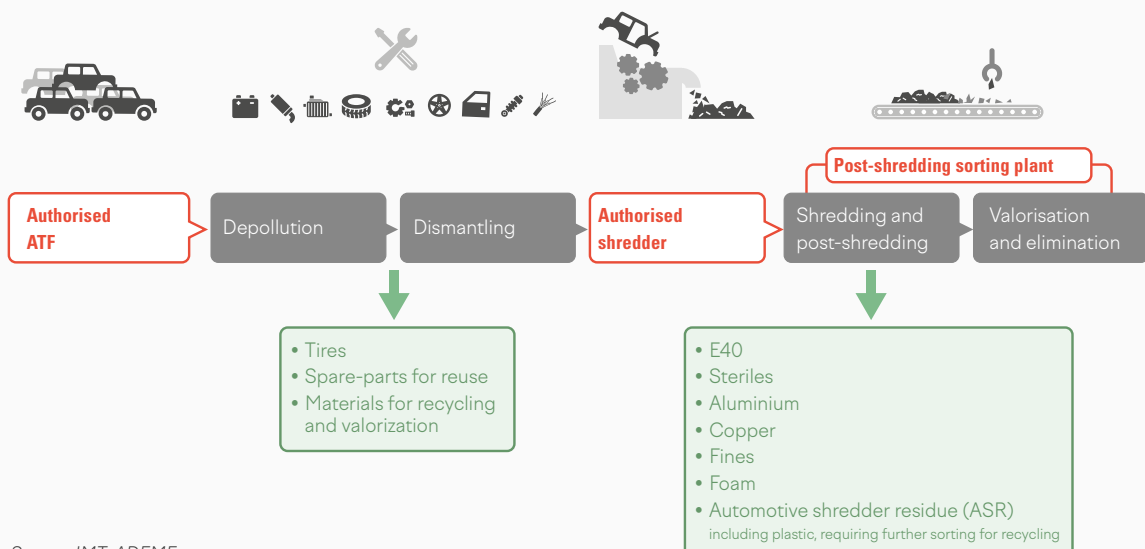 Post-shredding sorting plant
Authorised
ATF
Depollution
Dismantling
Authorised
shredder
Shredding and
post-shredding
Valorisation
and elimination
• Tires
• Spare-parts for reuse
• Materials for recycling
and valorization
• E40
• Steriles
• Aluminium
• Copper
• Fines
• Foam
• Automotive shredder residue (ASR)
including plastic, requiring further sorting for recycling